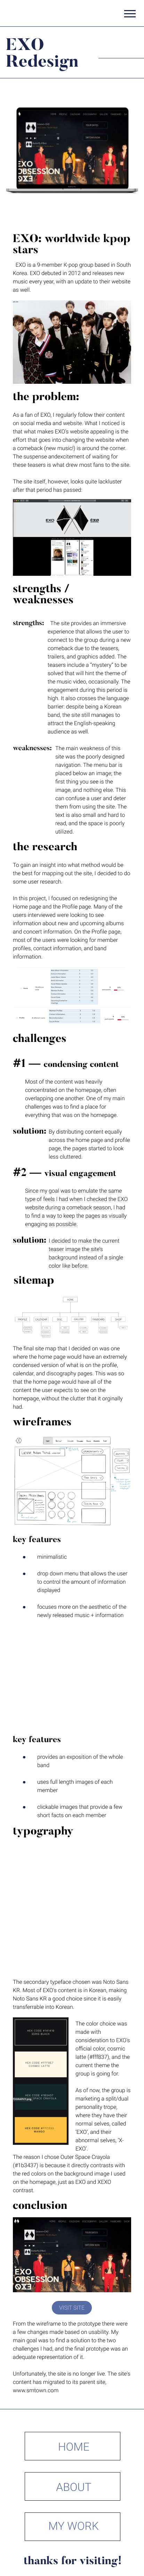 EXO
Redesign
EXO
OBSESSION
EXO: worldwide kpop
stars
EXO is a 9-member K-pop group based in South
Korea. EXO debuted in 2012 and releases new
music every year, with an update to their website
as well.
the problem:
As a fan of EXO, I regularly follow their content
on social media and website. What I noticed is
that what makes EXO's website appealing is the
effort that goes into changing the website when
a comeback (new music!) is around the corner.
The suspense and excitement of waiting for
these teasers is what drew most fans to the site.
The site itself, however, looks quite lackluster
after that period has passed.
EXO
strengths /
weaknesses
strengths:
The site provides an immersive
experience that allows the user to
connect to the group during a new
comeback due to the teasers,
trailers, and graphics added. The
teasers include a "mystery" to be
solved that will hint the theme of
the music video, occasionally. The
engagement during this period is
high. It also crosses the language
barrier: despite being a Korean
band, the site still manages to
attract the English-speaking
audience as well.
weaknesses:
The main weakness of this
site was the poorly designed
navigation. The menu bar is
placed below an image; the
first thing you see is the
image, and nothing else. This
can confuse a user and deter
them from using the site. The
text is also small and hard to
read, and the space is poorly
utilized.
the research
To gain an insight into what method would be
the best for mapping out the site, I decided to do
some user research.
In this process, I focused on redesigning the
Home page and the Profile page. Many of the
users interviewed were looking to see
information about new and upcoming albums
and concert information. On the Profile page,
most of the users were looking for member
profiles, contact information, and band
information.
challenges
#1 — condensing content
Most of the content was heavily
concentrated on the homepage, often
overlapping one another. One of my main
challenges was to find a place for
everything that was on the homepage.
solution:
By distributing content equally
across the home page and profile
page, the site started to look
less cluttered.
#2 — visual engagement
Since my goal was to emulate the same
type of feels I had when I checked the EXO
website during a comeback season, I had
to find a way to keep the pages as visually
engaging as possible.
solution:
I decided to make the current
teaser image the site's
background instead of a single
color like before.
sitemap
The final site map that I decided on was one
where the home page would have an extremely
condensed version of what is on the profile,
calendar, and discography pages. This was so
that the home page would have all of the
content the user expects to see on the
homepage, without the clutter that it orginially
had.
wireframes
key features
● minimalistic
● drop down menu that allows the user
to control the amount of information
displayed
● focuses more on the aesthetic of the
newly released music + information
key features
● provides an exposition of the whole
band
● uses full length images of each
member
● clickable images that provide a few
short facts on each member
typography
The secondary typeface chosen was Noto Sans
KR. Most of EXO's content is in Korean, making
Noto Sans KR a good choice since it is easily
transferrable into Korean.
The color choice was
made with
consideration to EXO's
official color, cosmic
latte (#fff837), and the
current theme the
group is going for.
As of now, the group is
marketing a split/dual
personality trope,
where they have their
normal selves, called
'EXO', and their
abnormal selves, 'X-
EXO'.
The reason I chose Outer Space Crayola
(#1b3437) is because it directly contrasts with
the red colors on the background image I used
on the homepage, just as EXO and XEXO
contrast.
conclusion
EXO
OBSESSION
VISIT SITE
From the wireframe to the prototype there were
a few changes made based on usability. My
main goal was to find a solution to the two
challenges I had, and the final prototype was an
adequate representation of it.
Unfortunately, the site is no longer live. The site's
content has migrated to its parent site,
www.smtown.com.
HOME
ABOUT
MY WORK
thanks for visiting!